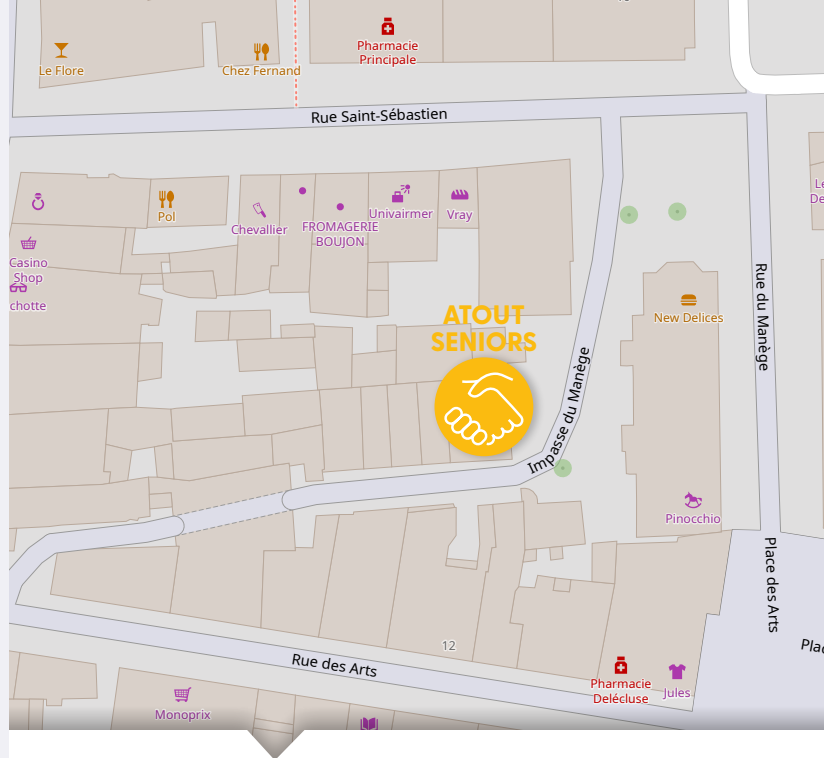 Pharmacie
Principale
Le Flore
Chez Fernand
Rue Saint-Sébastien
Pol
Chevallier
FROMAGERIE
BOUJON
Univairmer
Vray
Casino
Shop
chotte
ATOUT
SENIORS
New Delices
Rue du Manège
Impasse du Manège
Pinocchio
Place des Arts
12
Rue des Arts
Pharmacie
Delécluse
Jules
Monoprix